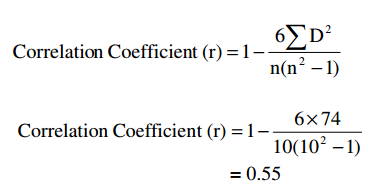 Correlation Coefficient (r) = 1 − 6∑D² / n(n² − 1)
Correlation Coefficient (r) = 1 − 6×74 / 10(10² − 1)
= 0.55